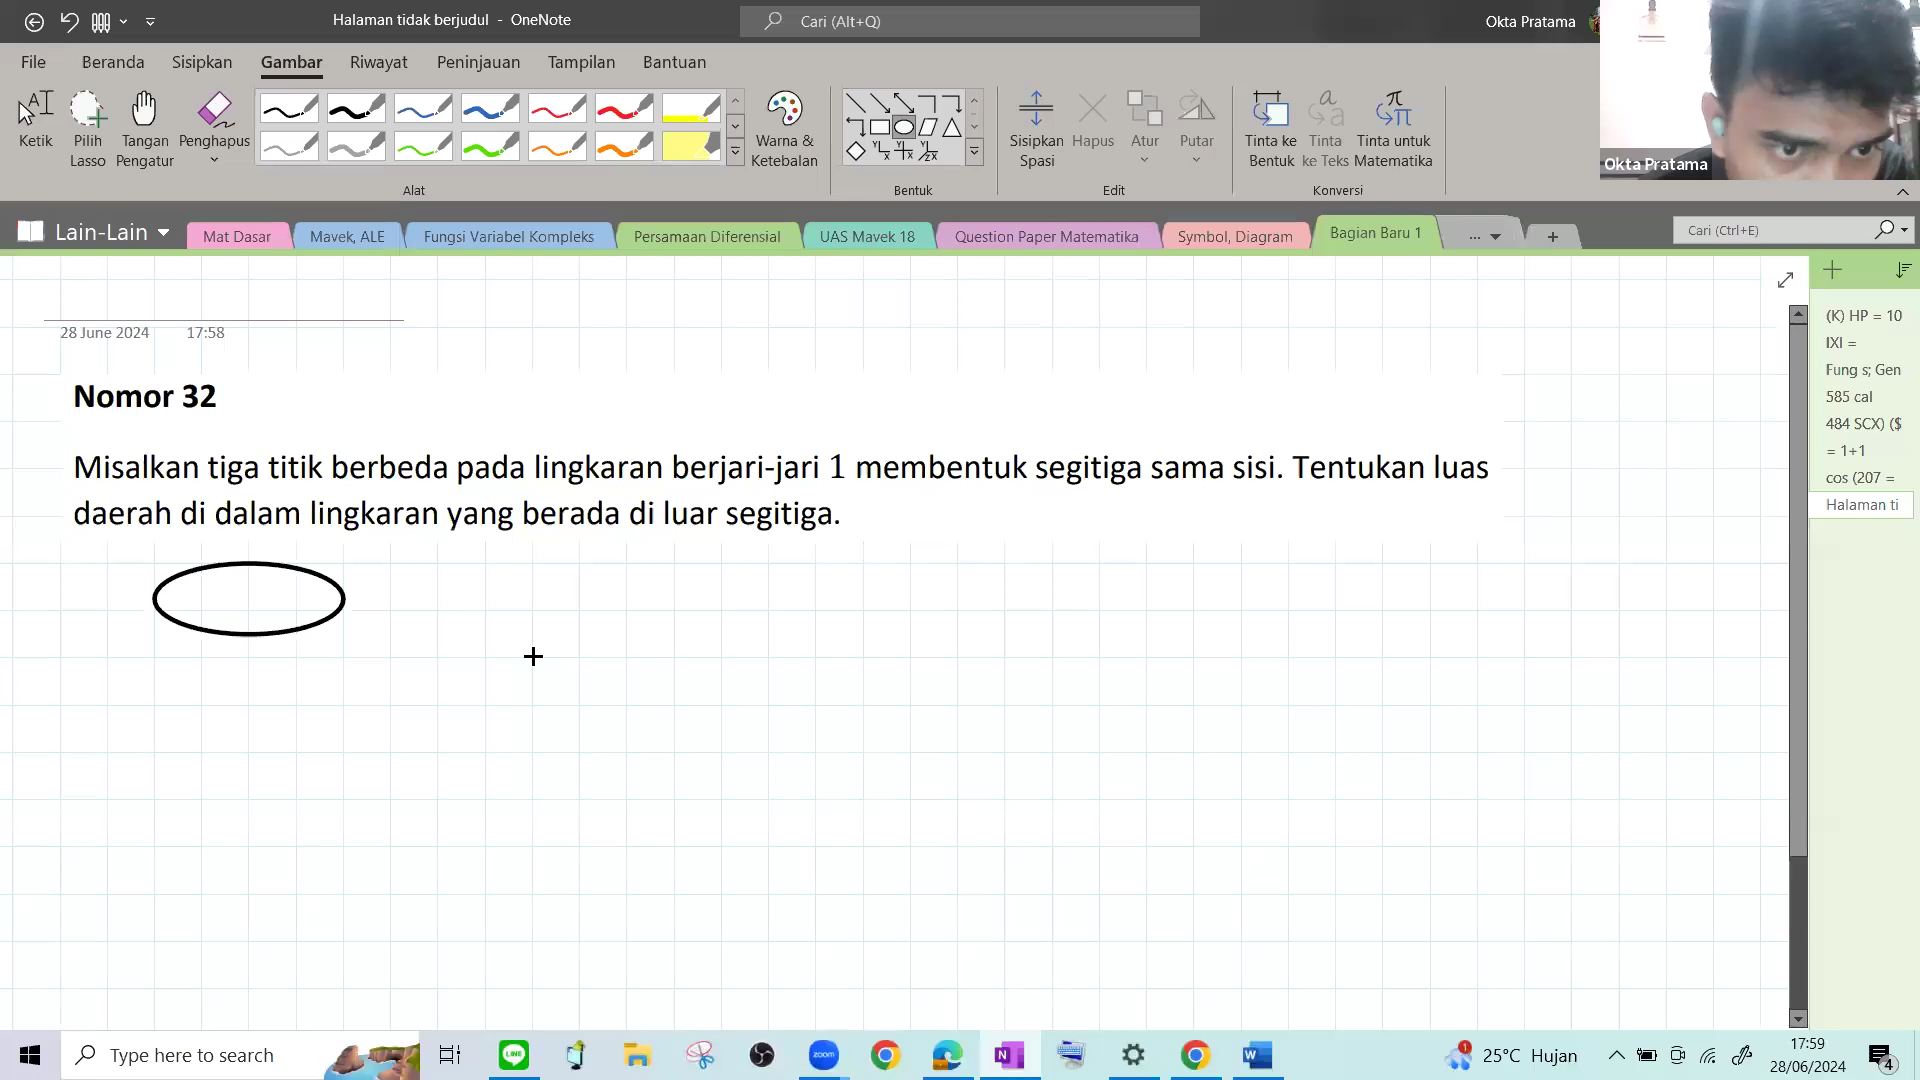 Halaman tidak berjudul - OneNote
Cari (Alt+Q)
Okta Pratama
File Beranda Sisipkan Gambar Riwayat Peninjauan Tampilan Bantuan
Ketik
Pilih Lasso
Tangan Pengatur
Penghapus
Warna & Ketebalan
Sisipkan Spasi
Hapus
Atur
Putar
Tinta ke Bentuk
Tinta ke Teks
Tinta untuk Matematika
Okta Pratama
Alat
Bentuk
Edit
Konversi
Lain-Lain
Mat Dasar
Mavek, ALE
Fungsi Variabel Kompleks
Persamaan Diferensial
UAS Mavek 18
Question Paper Matematika
Symbol, Diagram
Bagian Baru 1
...
Cari (Ctrl+E)
28 June 2024 17:58
Nomor 32
Misalkan tiga titik berbeda pada lingkaran berjari-jari 1 membentuk segitiga sama sisi. Tentukan luas
daerah di dalam lingkaran yang berada di luar segitiga.
(K) HP = 10
IXI =
Fung s; Gen
585 cal
484 SCX) ($
= 1+1
cos (207 =
Halaman ti
Type here to search
LINE
zoom
25°C Hujan
17:59
28/06/2024
4